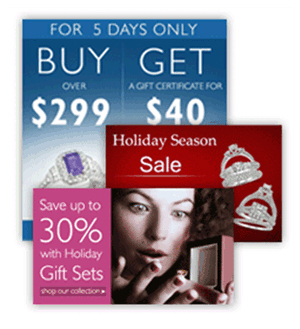 FOR 5 DAYS ONLY
BUY GET
OVER A GIFT CERTIFICATE FOR
$299 $40
Holiday Season
Sale
Save up to
30%
with Holiday
Gift Sets
shop our collection